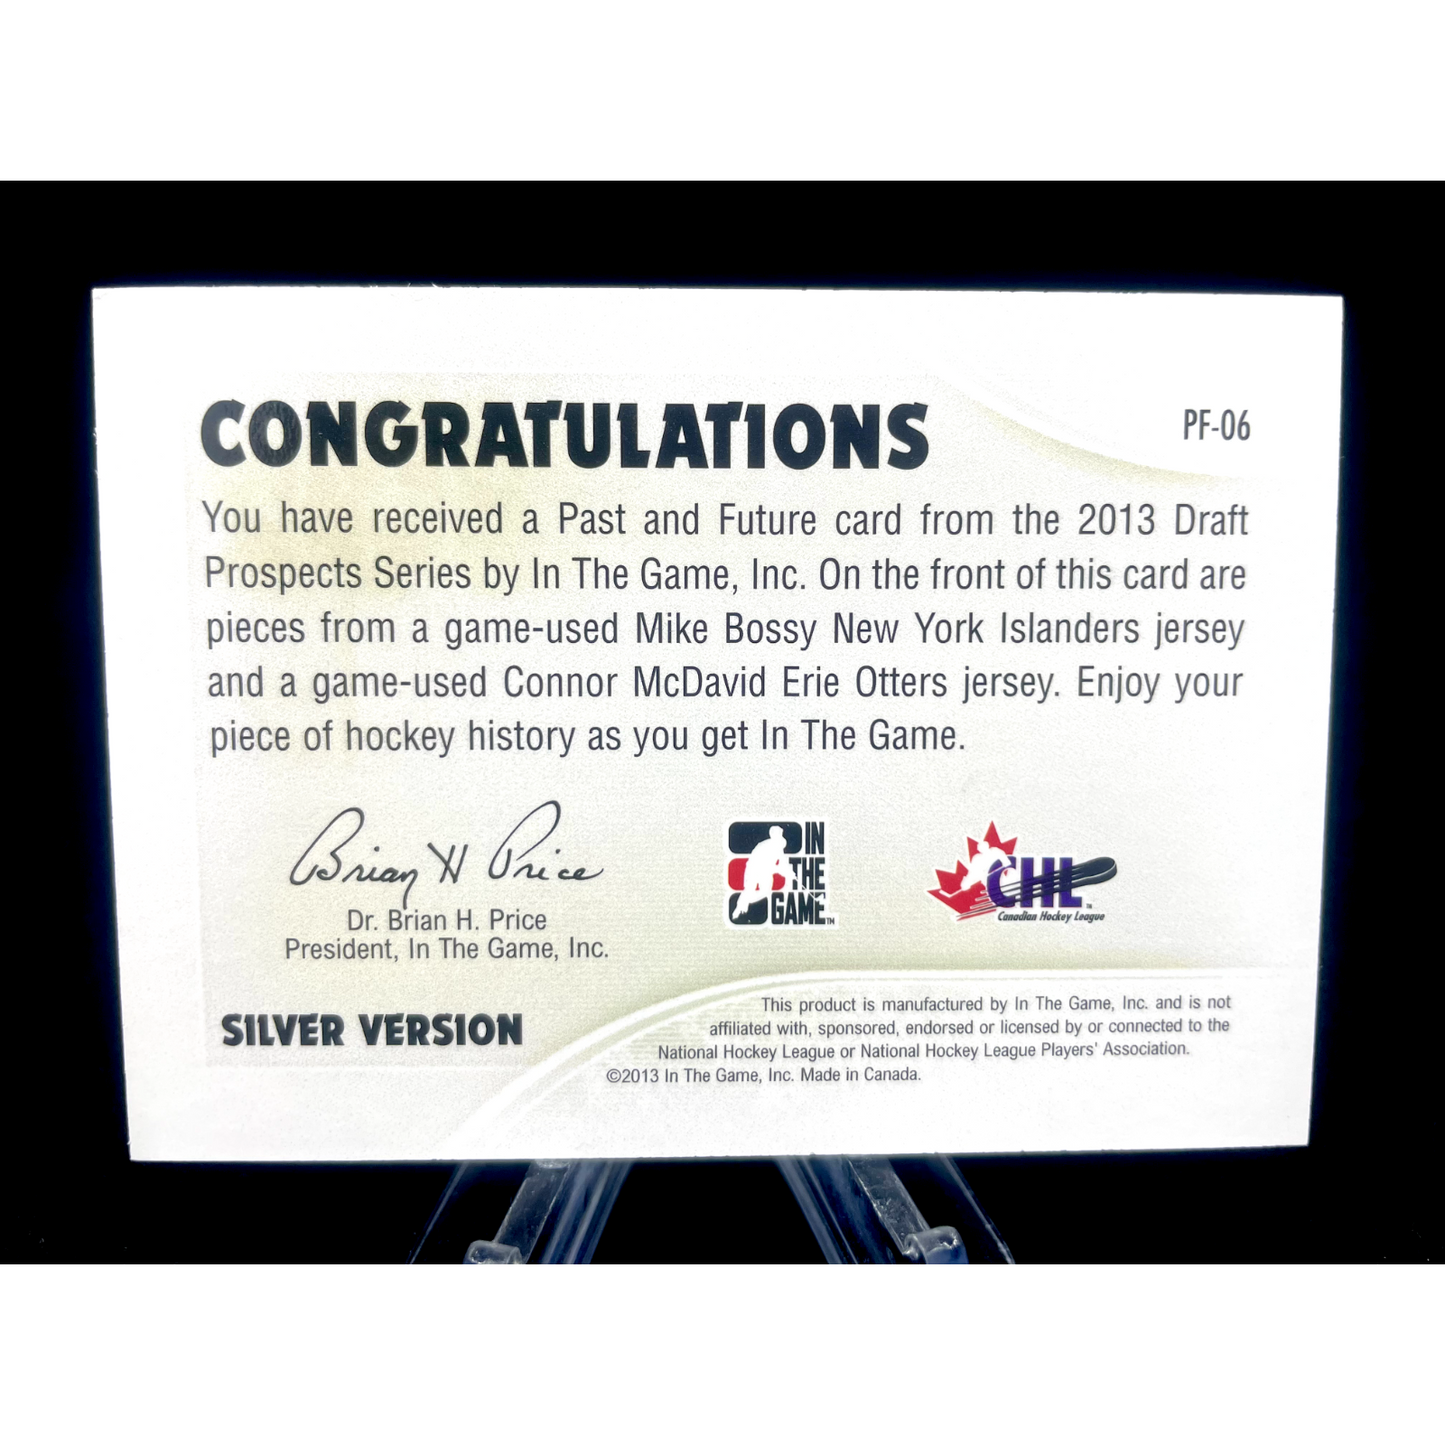 CONGRATULATIONS
PF-06
You have received a Past and Future card from the 2013 Draft
Prospects Series by In The Game, Inc. On the front of this card are
pieces from a game-used Mike Bossy New York Islanders jersey
and a game-used Connor McDavid Erie Otters jersey. Enjoy your
piece of hockey history as you get In The Game.
Brian H Price
Dr. Brian H. Price
President, In The Game, Inc.
IN
THE
GAME TM
CHL TM
Canadian Hockey League
SILVER VERSION
This product is manufactured by In The Game, Inc. and is not
affiliated with, sponsored, endorsed or licensed by or connected to the
National Hockey League or National Hockey League Players' Association.
©2013 In The Game, Inc. Made in Canada.